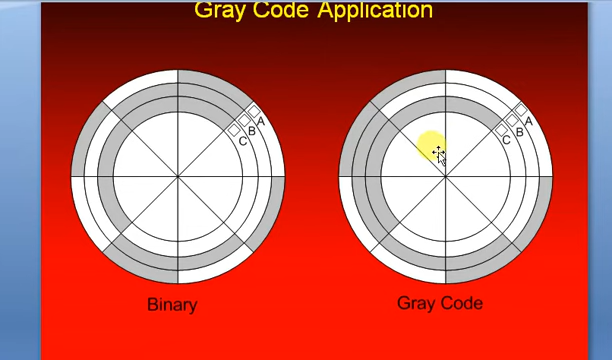 Gray Code Application
A
B
C
A
B
C
Binary
Gray Code